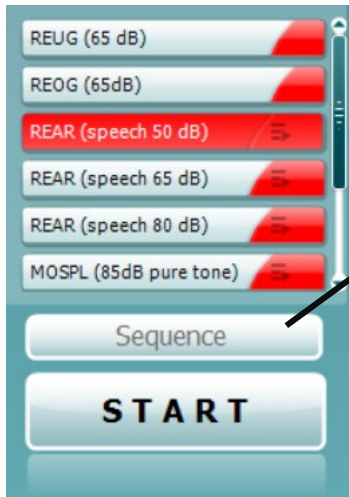 REUG (65 dB)
REOG (65dB)
REAR (speech 50 dB)
REAR (speech 65 dB)
REAR (speech 80 dB)
MOSPL (85dB pure tone)
Sequence
START